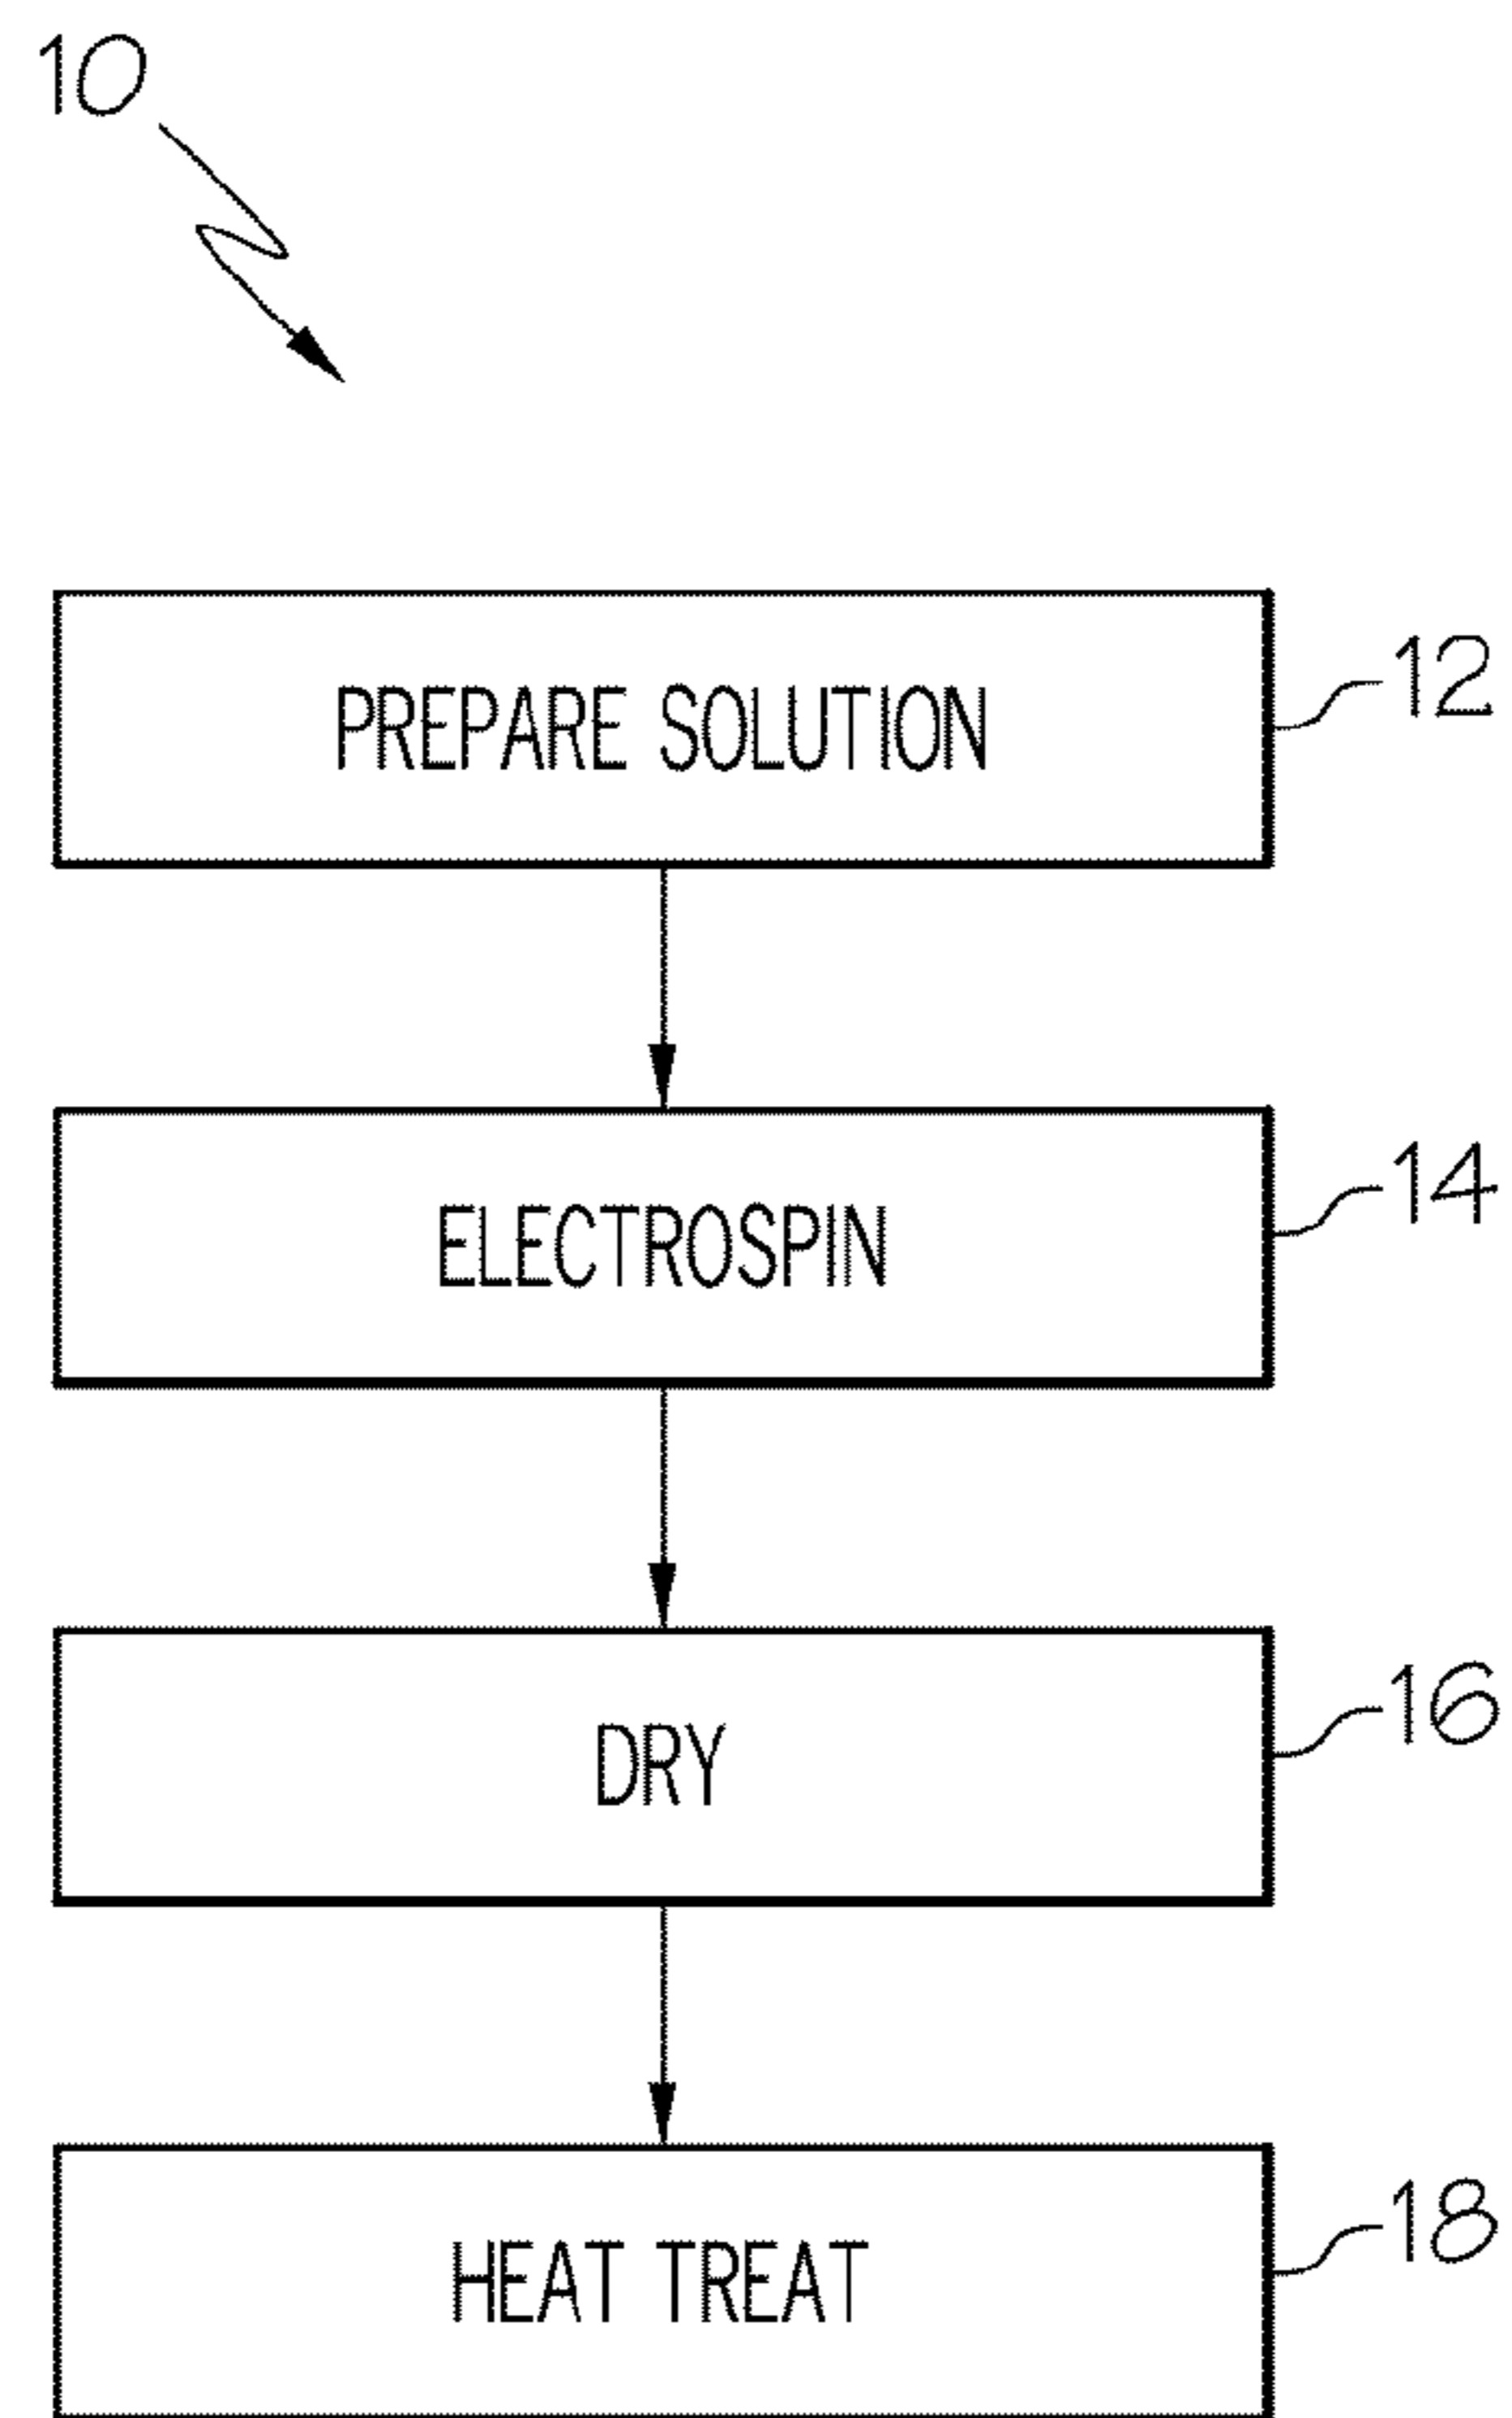 10
PREPARE SOLUTION
12
ELECTROSPIN
14
DRY
16
HEAT TREAT
18